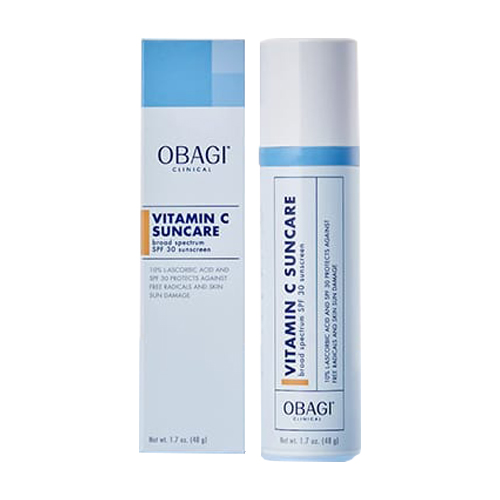 OBAGI
CLINICAL
VITAMIN C
SUNCARE
broad spectrum
SPF 30 sunscreen
10% L-ASCORBIC ACID AND
SPF 30 PROTECTS AGAINST
FREE RADICALS AND SKIN
SUN DAMAGE
Net wt. 1.7 oz. (48 g)
VITAMIN C SUNCARE
broad spectrum SPF 30 sunscreen
10% L-ASCORBIC ACID AND SPF 30 PROTECTS AGAINST
FREE RADICALS AND SKIN SUN DAMAGE
OBAGI
CLINICAL
Net wt. 1.7 oz. (48 g)